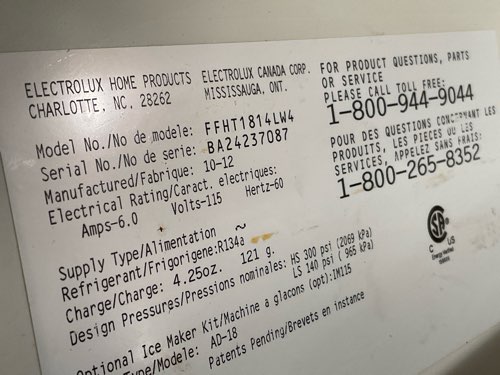 ELECTROLUX HOME PRODUCTS
CHARLOTTE, NC. 28262
ELECTROLUX CANADA CORP.
MISSISSAUGA, ONT.
FOR PRODUCT QUESTIONS, PARTS
OR SERVICE
PLEASE CALL TOLL FREE:
1-800-944-9044
POUR DES QUESTIONS CONCERNANT LES
PRODUITS, LES PIECES OU LES
SERVICES, APPELEZ SANS FRAIS:
1-800-265-8352
Model No./No de modele: FFHT1814LW4
Serial No./No de serie: BA24237087
Manufactured/Fabrique: 10-12
Electrical Rating/Caract. electriques:
Amps-6.0 Volts-115 Hertz-60
Supply Type/Alimentation ~
Refrigerant/Frigorigene:R134a
Charge/Charge: 4.25oz. 121 g.
Design Pressures/Pressions nominales: HS 300 psi (2069 kPa)
LS 140 psi ( 965 kPa)
Optional Ice Maker Kit/Machine a glacons (opt):IM115
Type/Modele: AD-18
Patents Pending/Brevets en instance
C US